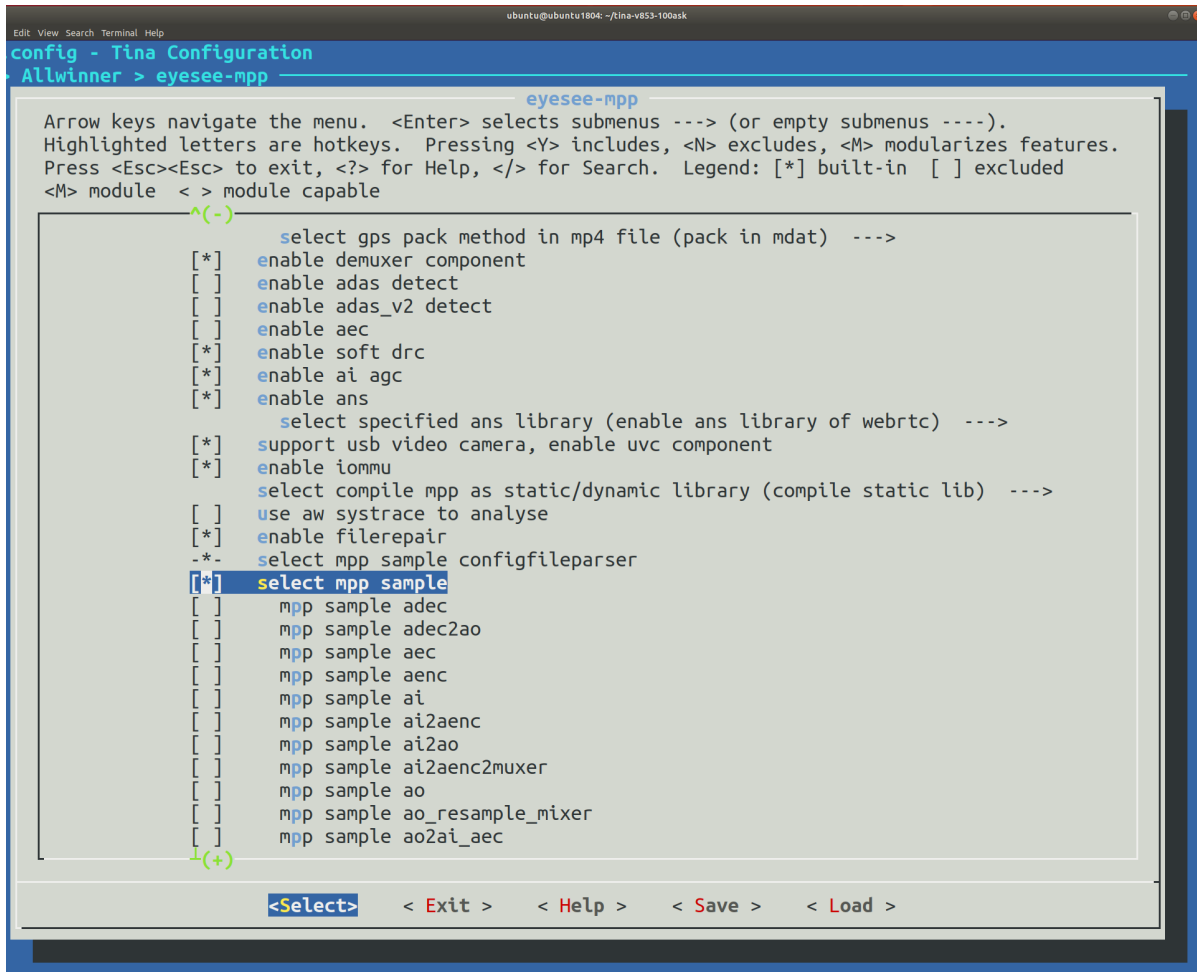 ubuntu@ubuntu1804: ~/tina-v853-100ask
Edit View Search Terminal Help
config - Tina Configuration
Allwinner > eyesee-mpp
eyesee-mpp
Arrow keys navigate the menu.  <Enter> selects submenus ---> (or empty submenus ----).
Highlighted letters are hotkeys.  Pressing <Y> includes, <N> excludes, <M> modularizes features.
Press <Esc><Esc> to exit, <?> for Help, </> for Search.  Legend: [*] built-in  [ ] excluded
<M> module  < > module capable
^(-)
select gps pack method in mp4 file (pack in mdat)  --->
[*]   enable demuxer component
[ ]   enable adas detect
[ ]   enable adas_v2 detect
[ ]   enable aec
[*]   enable soft drc
[*]   enable ai agc
[*]   enable ans
select specified ans library (enable ans library of webrtc)  --->
[*]   support usb video camera, enable uvc component
[*]   enable iommu
select compile mpp as static/dynamic library (compile static lib)  --->
[ ]   use aw systrace to analyse
[*]   enable filerepair
-*-   select mpp sample configfileparser
[*]   select mpp sample
[ ]     mpp sample adec
[ ]     mpp sample adec2ao
[ ]     mpp sample aec
[ ]     mpp sample aenc
[ ]     mpp sample ai
[ ]     mpp sample ai2aenc
[ ]     mpp sample ai2ao
[ ]     mpp sample ai2aenc2muxer
[ ]     mpp sample ao
[ ]     mpp sample ao_resample_mixer
[ ]     mpp sample ao2ai_aec
┴(+)
<Select>    < Exit >    < Help >    < Save >    < Load >